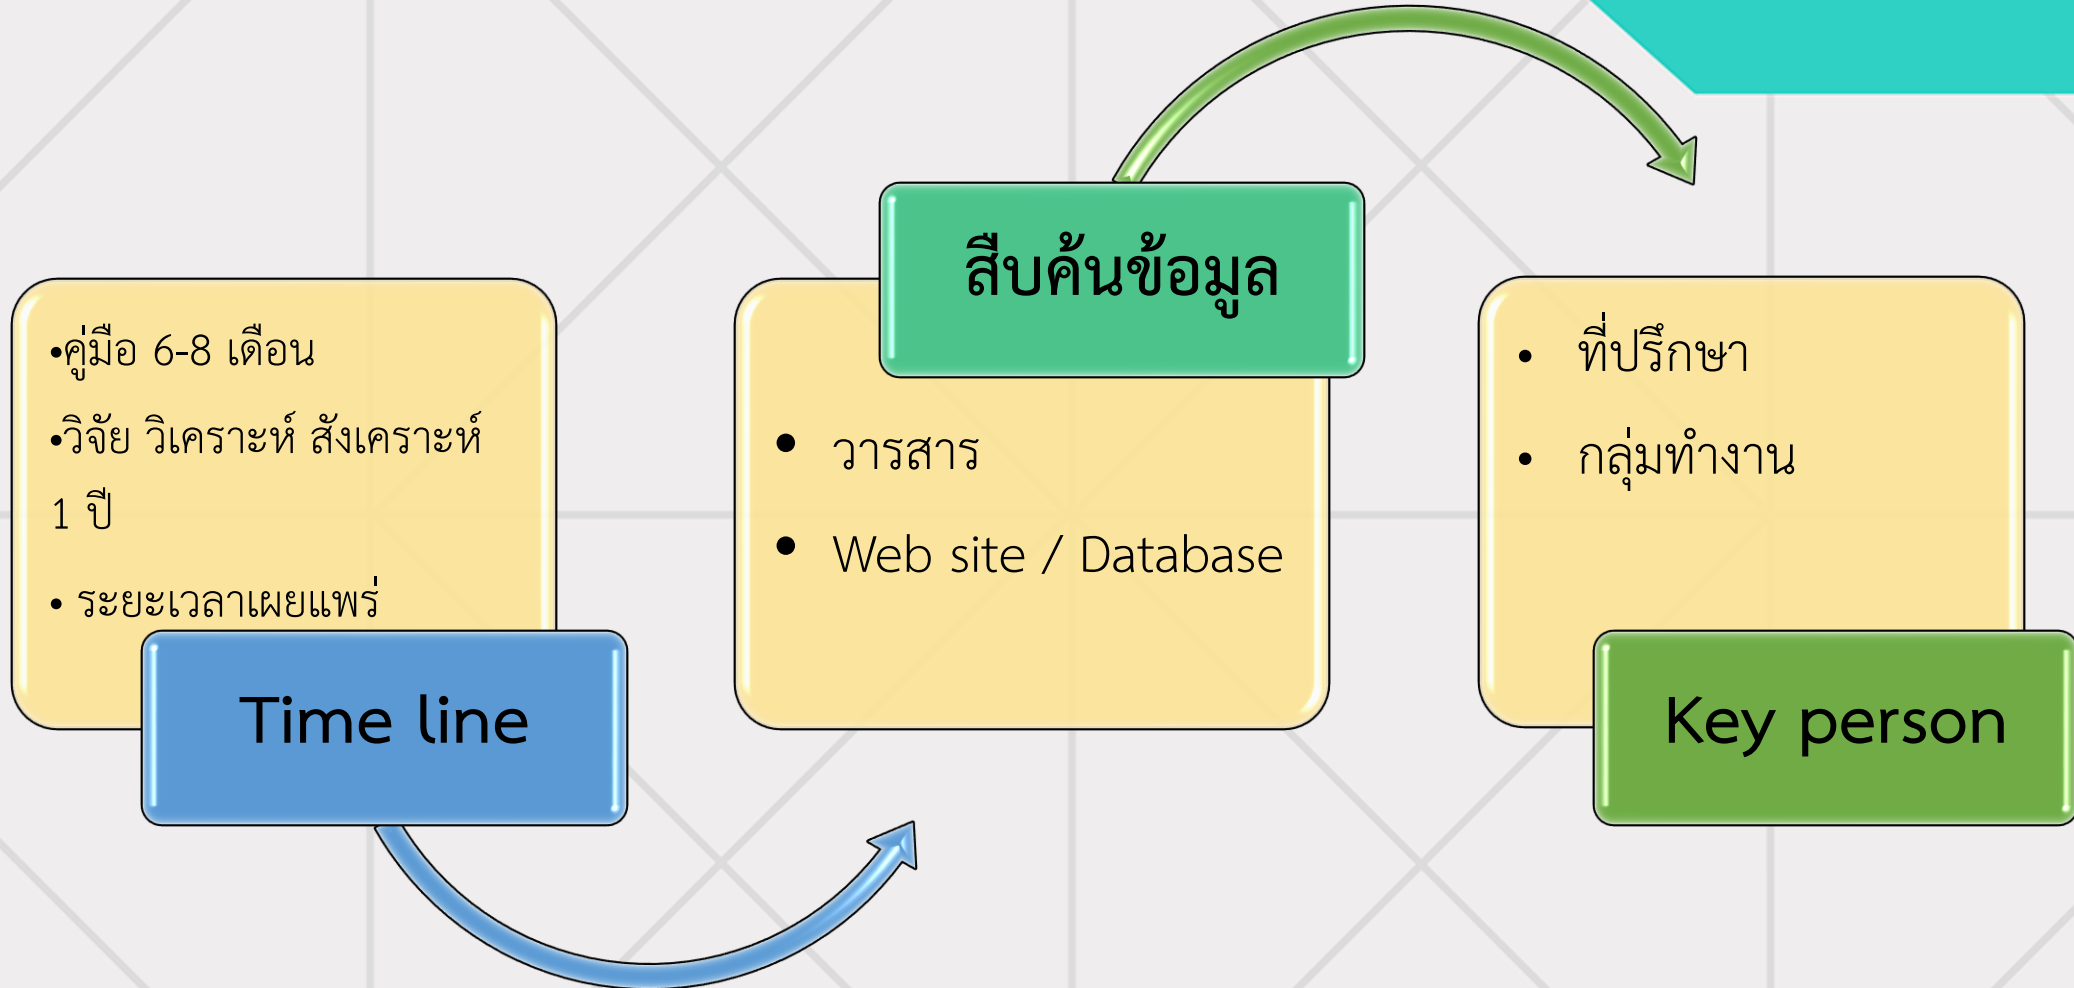 •คู่มือ 6-8 เดือน
•วิจัย วิเคราะห์ สังเคราะห์
1 ปี
• ระยะเวลาเผยแพร่
Time line
สืบค้นข้อมูล
• วารสาร
• Web site / Database
• ที่ปรึกษา
• กลุ่มทำงาน
Key person